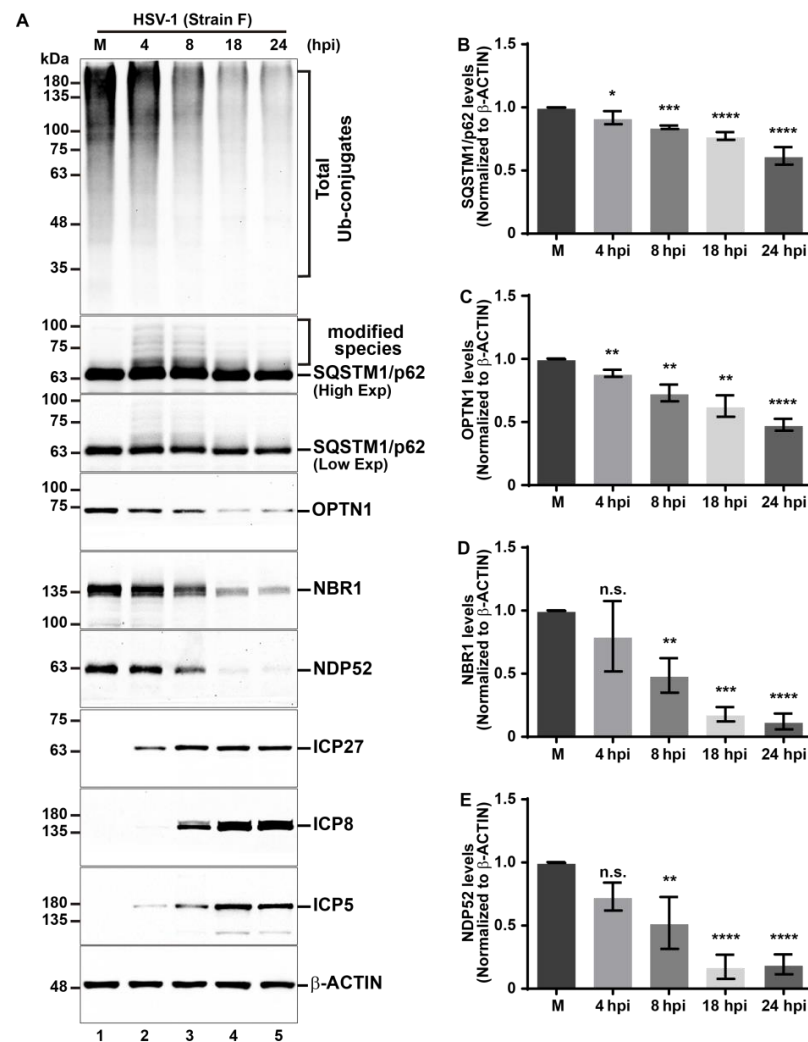 A
HSV-1 (Strain F)
M 4 8 18 24 (hpi)
kDa
180
135
100
75
63
48
35
Total
Ub-conjugates
100
75
63
modified
species
SQSTM1/p62
(High Exp)
100
75
63
SQSTM1/p62
(Low Exp)
100
75
OPTN1
135
100
NBR1
63
NDP52
75
63
ICP27
180
135
ICP8
180
135
ICP5
48
β-ACTIN
1 2 3 4 5
B
SQSTM1/p62 levels
(Normalized to β-ACTIN)
1.5
1.0
0.5
0
* *** **** ****
M 4 hpi 8 hpi 18 hpi 24 hpi
C
OPTN1 levels
(Normalized to β-ACTIN)
1.5
1.0
0.5
0
** ** ** ****
M 4 hpi 8 hpi 18 hpi 24 hpi
D
NBR1 levels
(Normalized to β-ACTIN)
1.5
1.0
0.5
0
n.s. ** *** ****
M 4 hpi 8 hpi 18 hpi 24 hpi
E
NDP52 levels
(Normalized to β-ACTIN)
1.5
1.0
0.5
0
n.s. ** **** ****
M 4 hpi 8 hpi 18 hpi 24 hpi